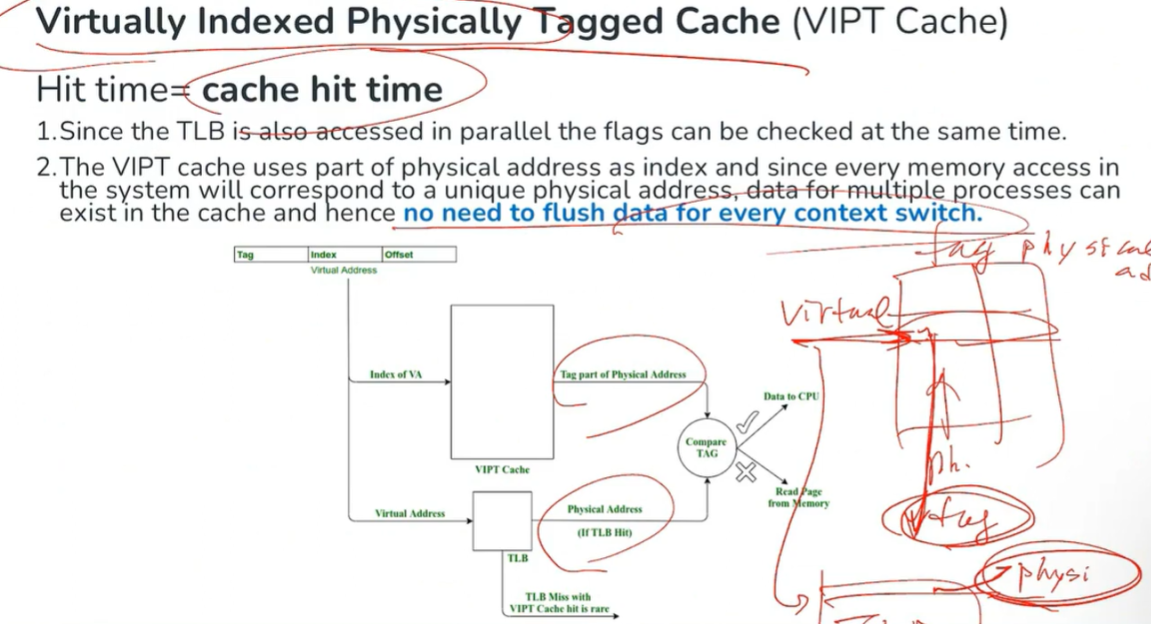 Virtually Indexed Physically Tagged Cache (VIPT Cache)
Hit time= cache hit time
1.Since the TLB is also accessed in parallel the flags can be checked at the same time.
2.The VIPT cache uses part of physical address as index and since every memory access in
the system will correspond to a unique physical address, data for multiple processes can
exist in the cache and hence no need to flush data for every context switch.
Tag Index Offset
Virtual Address
tag physical
ad
Virtual
Index of VA
Tag part of Physical Address
Data to CPU
Compare
TAG
VIPT Cache
ph.
Read Page
from Memory
Virtual Address
Physical Address
(If TLB Hit)
tag
TLB
physi
TLB Miss with
VIPT Cache hit is rare